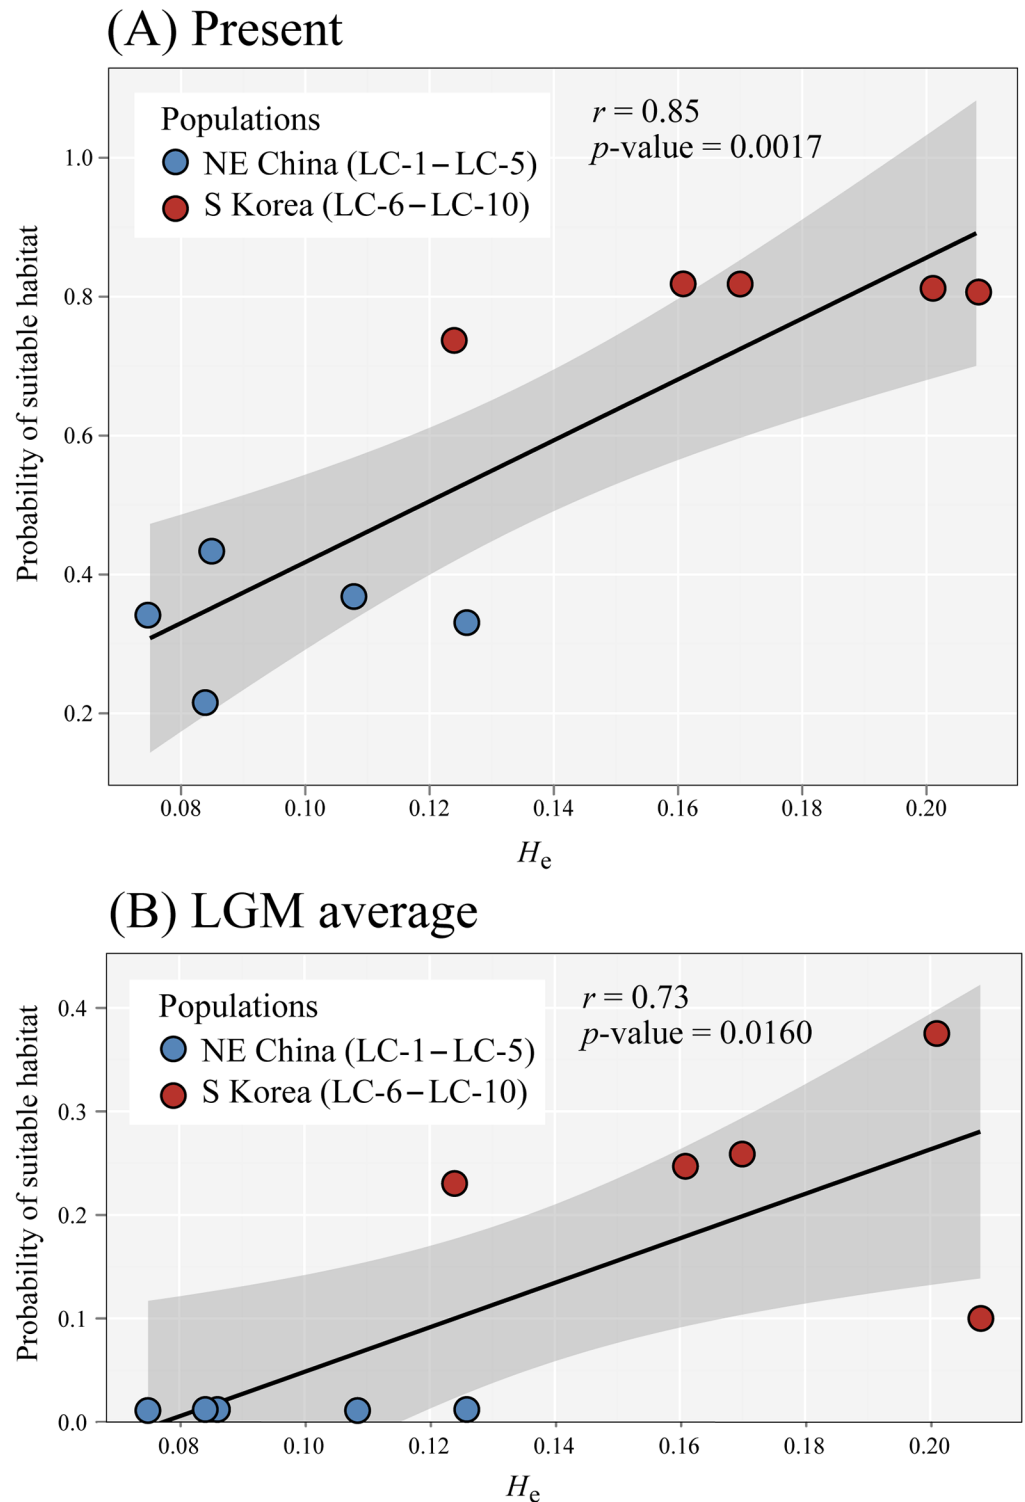 (A) Present
Populations
NE China (LC-1–LC-5)
S Korea (LC-6–LC-10)
r = 0.85
p-value = 0.0017
Probability of suitable habitat
1.0
0.8
0.6
0.4
0.2
0.08 0.10 0.12 0.14 0.16 0.18 0.20
He
(B) LGM average
Populations
NE China (LC-1–LC-5)
S Korea (LC-6–LC-10)
r = 0.73
p-value = 0.0160
Probability of suitable habitat
0.4
0.3
0.2
0.1
0.0
0.08 0.10 0.12 0.14 0.16 0.18 0.20
He